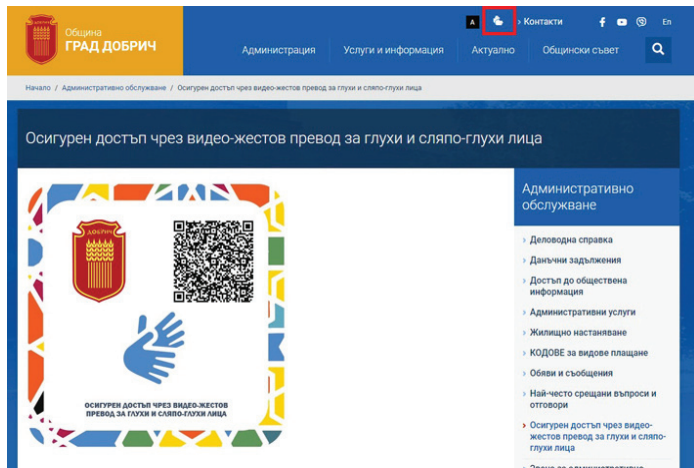 Община
ГРАД ДОБРИЧ
A
› Контакти
En
Администрация
Услуги и информация
Актуално
Общински съвет
Начало / Административно обслужване / Осигурен достъп чрез видео-жестов превод за глухи и сляпо-глухи лица
Осигурен достъп чрез видео-жестов превод за глухи и сляпо-глухи лица
ДОБРИЧ
ОСИГУРЕН ДОСТЪП ЧРЕЗ ВИДЕО-ЖЕСТОВ
ПРЕВОД ЗА ГЛУХИ И СЛЯПО-ГЛУХИ ЛИЦА
Административно
обслужване
› Деловодна справка
› Данъчни задължения
› Достъп до обществена
информация
› Административни услуги
› Жилищно настаняване
› КОДОВЕ за видове плащане
› Обяви и съобщения
› Най-често срещани въпроси и
отговори
› Осигурен достъп чрез видео-
жестов превод за глухи и сляпо-
глухи лица